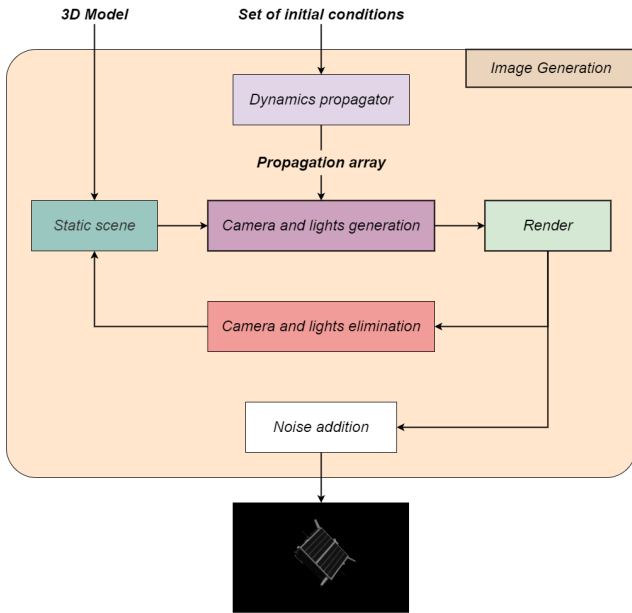 3D Model
Set of initial conditions
Image Generation
Dynamics propagator
Propagation array
Static scene
Camera and lights generation
Render
Camera and lights elimination
Noise addition